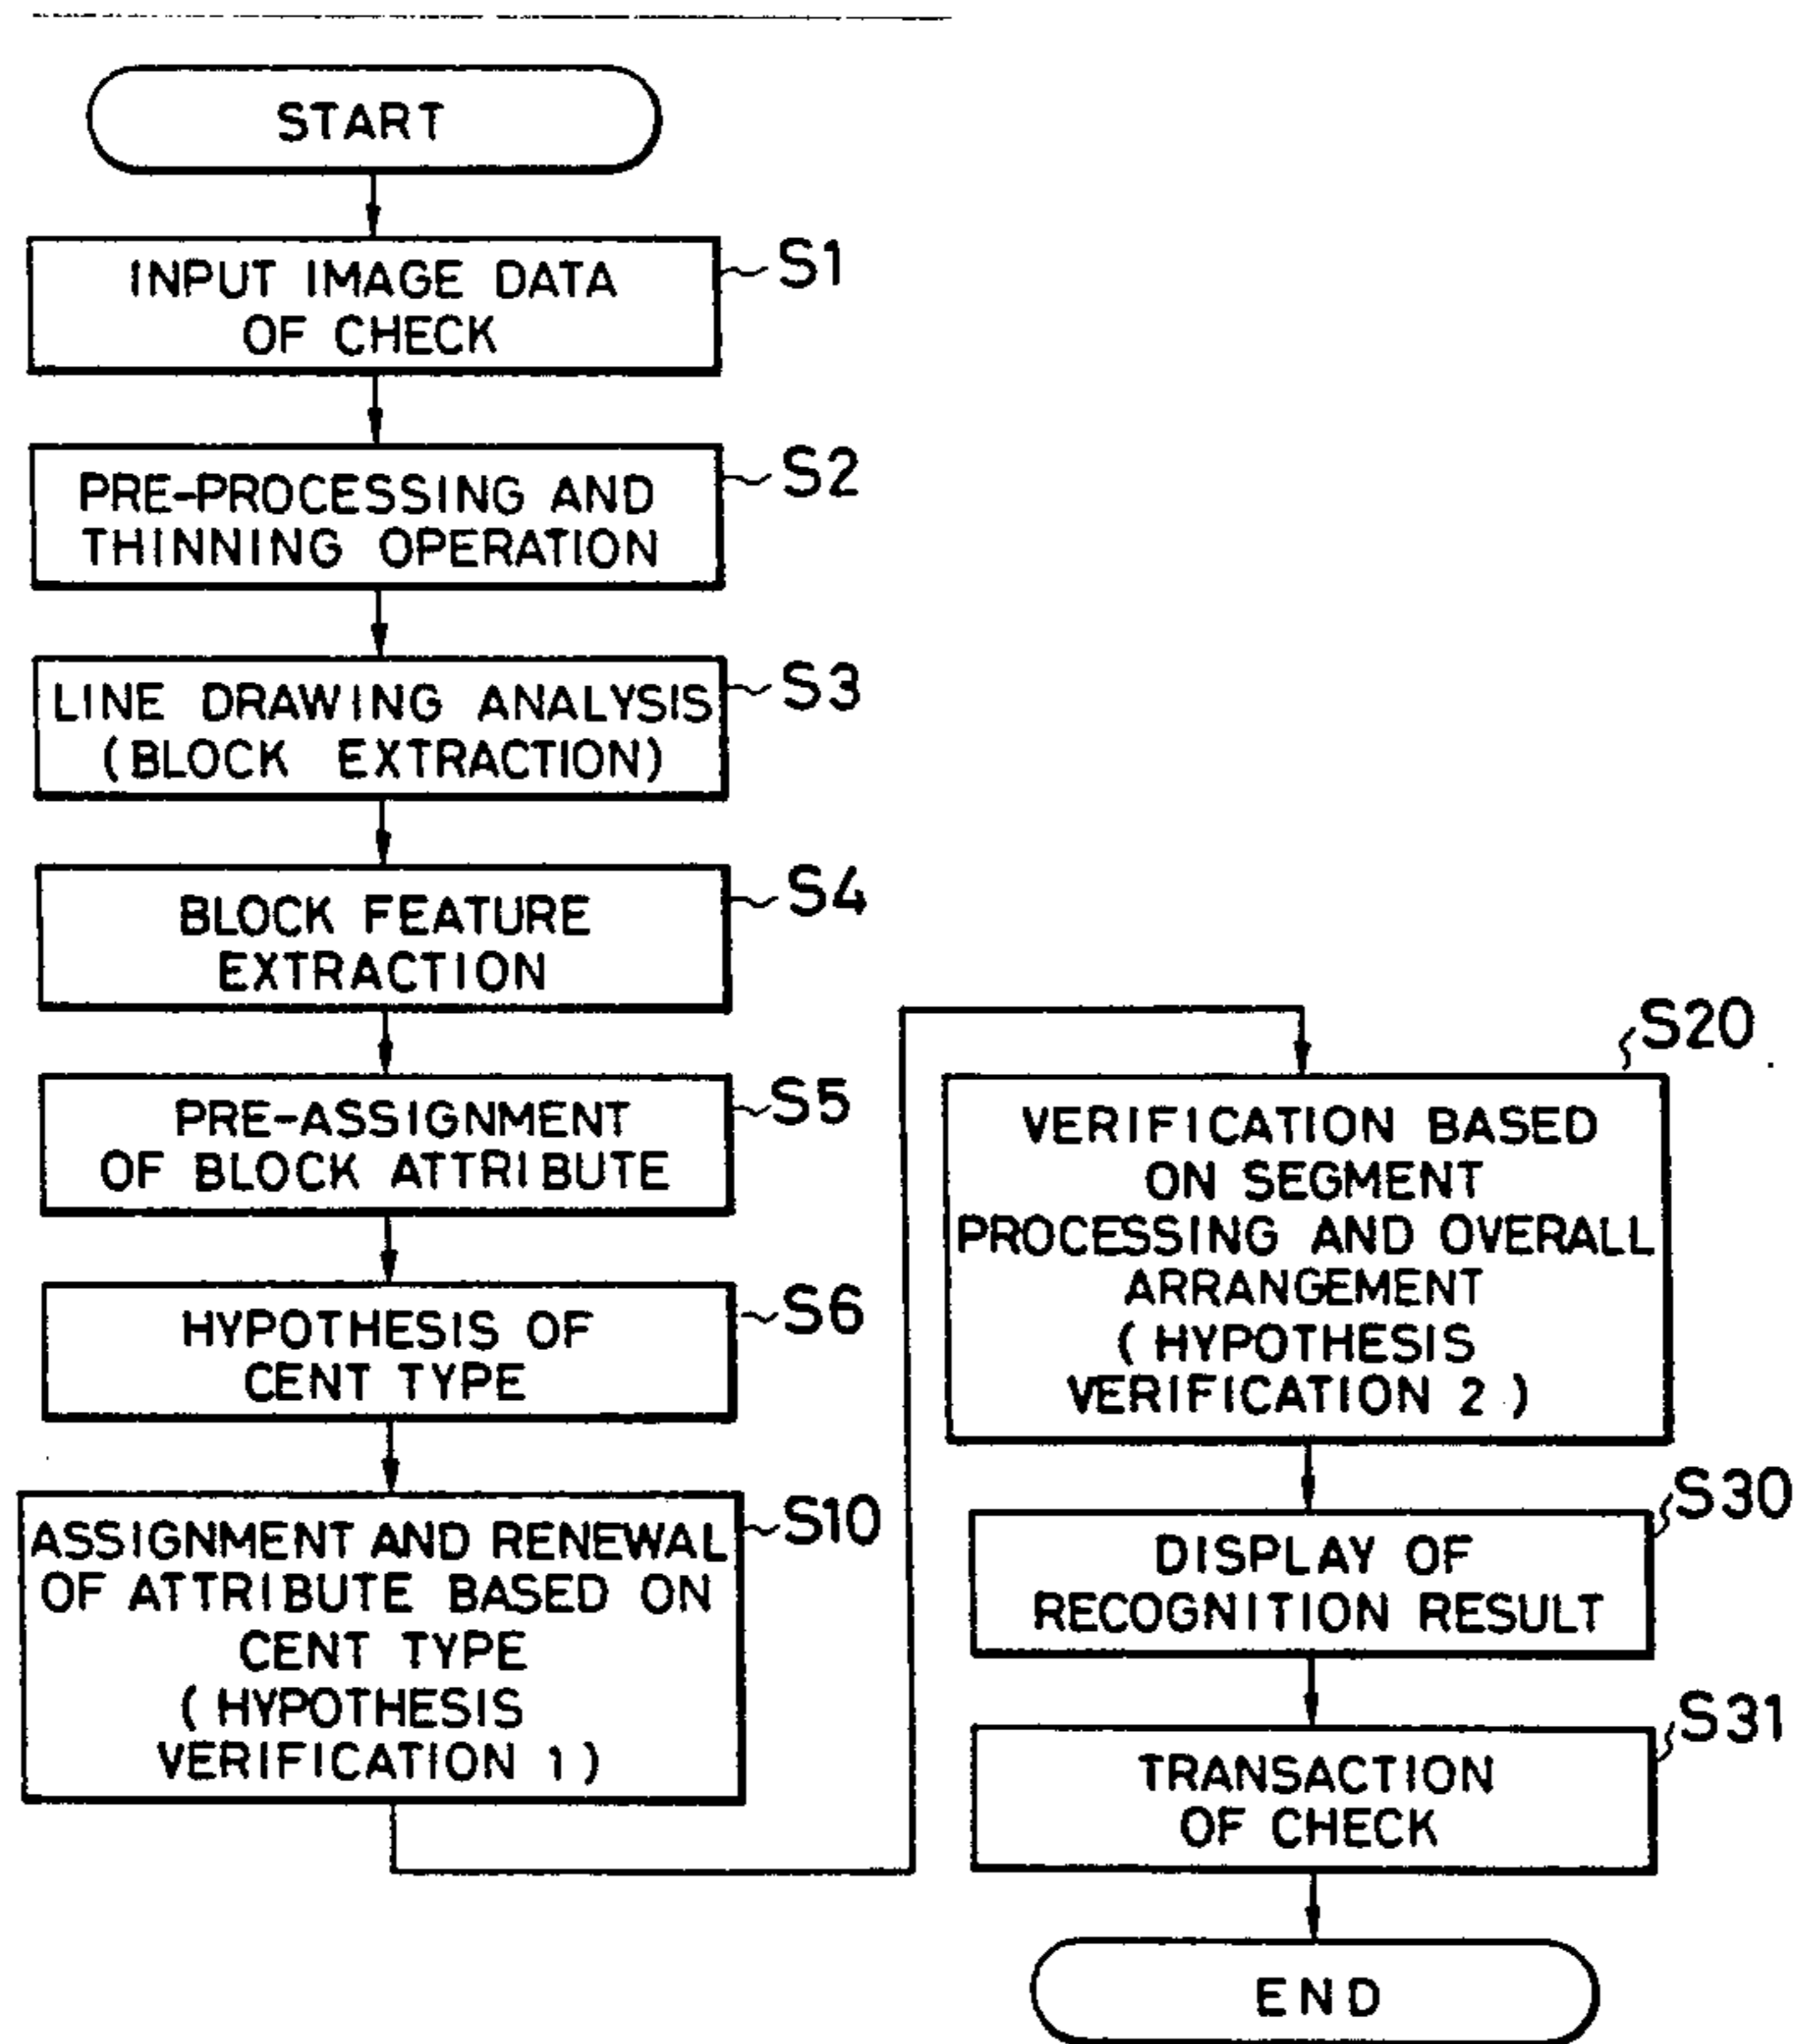 START
INPUT IMAGE DATA
OF CHECK
S1
PRE-PROCESSING AND
THINNING OPERATION
S2
LINE DRAWING ANALYSIS
(BLOCK EXTRACTION)
S3
BLOCK FEATURE
EXTRACTION
S4
PRE-ASSIGNMENT
OF BLOCK ATTRIBUTE
S5
HYPOTHESIS OF
CENT TYPE
S6
ASSIGNMENT AND RENEWAL
OF ATTRIBUTE BASED ON
CENT TYPE
(HYPOTHESIS
VERIFICATION 1)
S10
VERIFICATION BASED
ON SEGMENT
PROCESSING AND OVERALL
ARRANGEMENT
(HYPOTHESIS
VERIFICATION 2)
S20
DISPLAY OF
RECOGNITION RESULT
S30
TRANSACTION
OF CHECK
S31
END